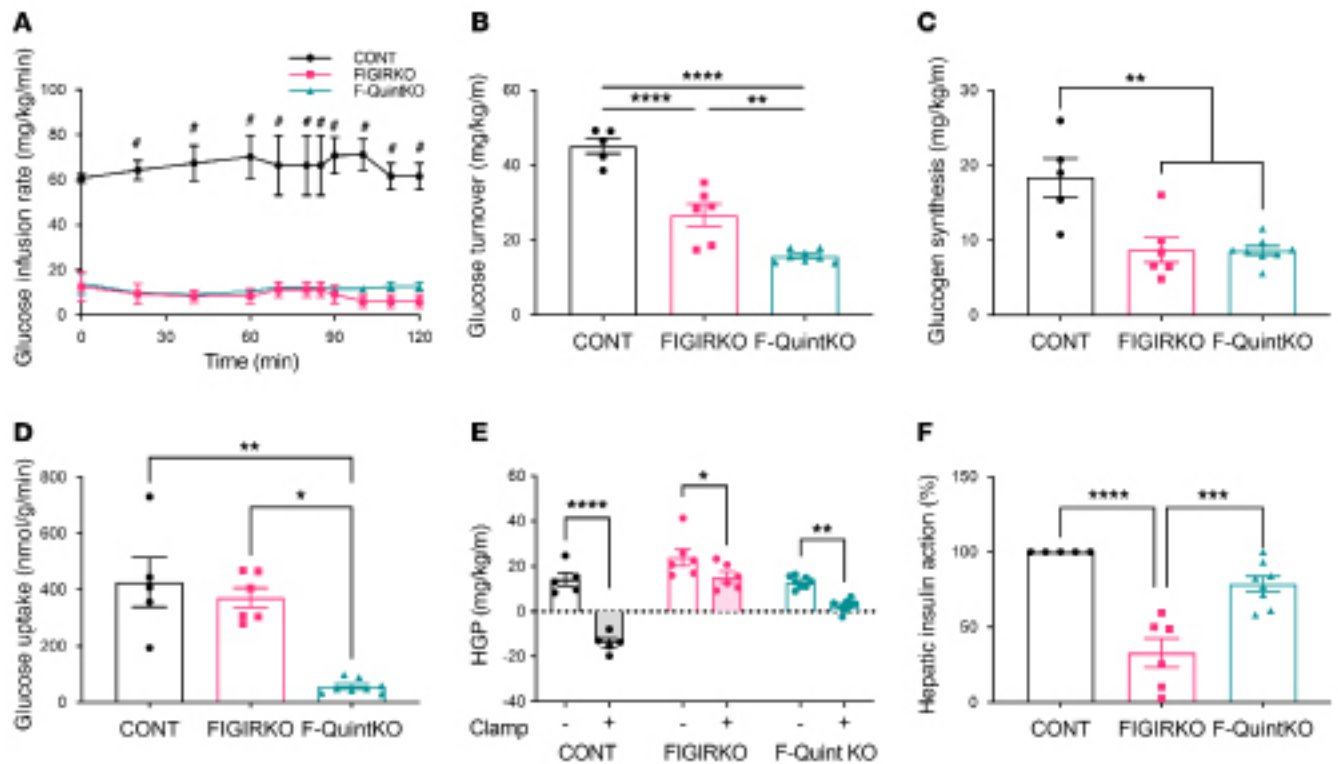 A
Glucose infusion rate (mg/kg/min)
CONT
FIGIRKO
F-QuintKO
100
80
60
40
20
0
# # # # # # # # # #
0 30 60 90 120
Time (min)
B
Glucose turnover (mg/kg/m)
60
40
20
0
****
**** **
CONT FIGIRKO F-QuintKO
C
Glucogen synthesis (mg/kg/m)
30
20
10
0
**
CONT FIGIRKO F-QuintKO
D
Glucose uptake (nmol/g/min)
800
600
400
200
0
**
*
CONT FIGIRKO F-QuintKO
E
HGP (mg/kg/m)
60
40
20
0
-20
-40
**** * **
Clamp - + - + - +
CONT FIGIRKO F-Quint KO
F
Hepatic insulin action (%)
150
100
50
0
**** ***
CONT FIGIRKO F-QuintKO